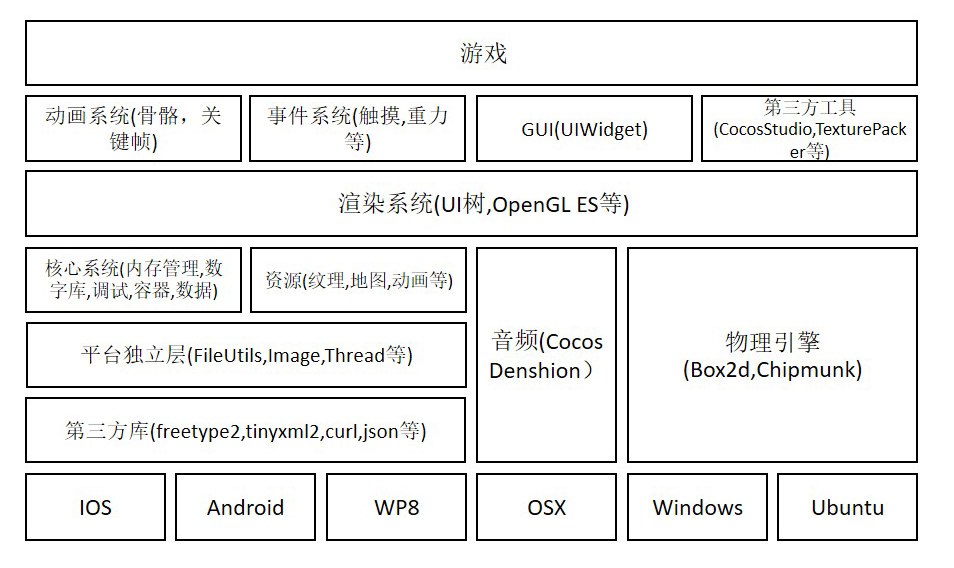 游戏
动画系统(骨骼，关
键帧)
事件系统(触摸,重力
等)
GUI(UIWidget)
第三方工具
(CocosStudio,TexturePack
er等)
渲染系统(UI树,OpenGL ES等)
核心系统(内存管理,数
字库,调试,容器,数据)
资源(纹理,地图,动画等)
音频(Cocos
Denshion）
物理引擎
(Box2d,Chipmunk)
平台独立层(FileUtils,Image,Thread等)
第三方库(freetype2,tinyxml2,curl,json等)
IOS
Android
WP8
OSX
Windows
Ubuntu